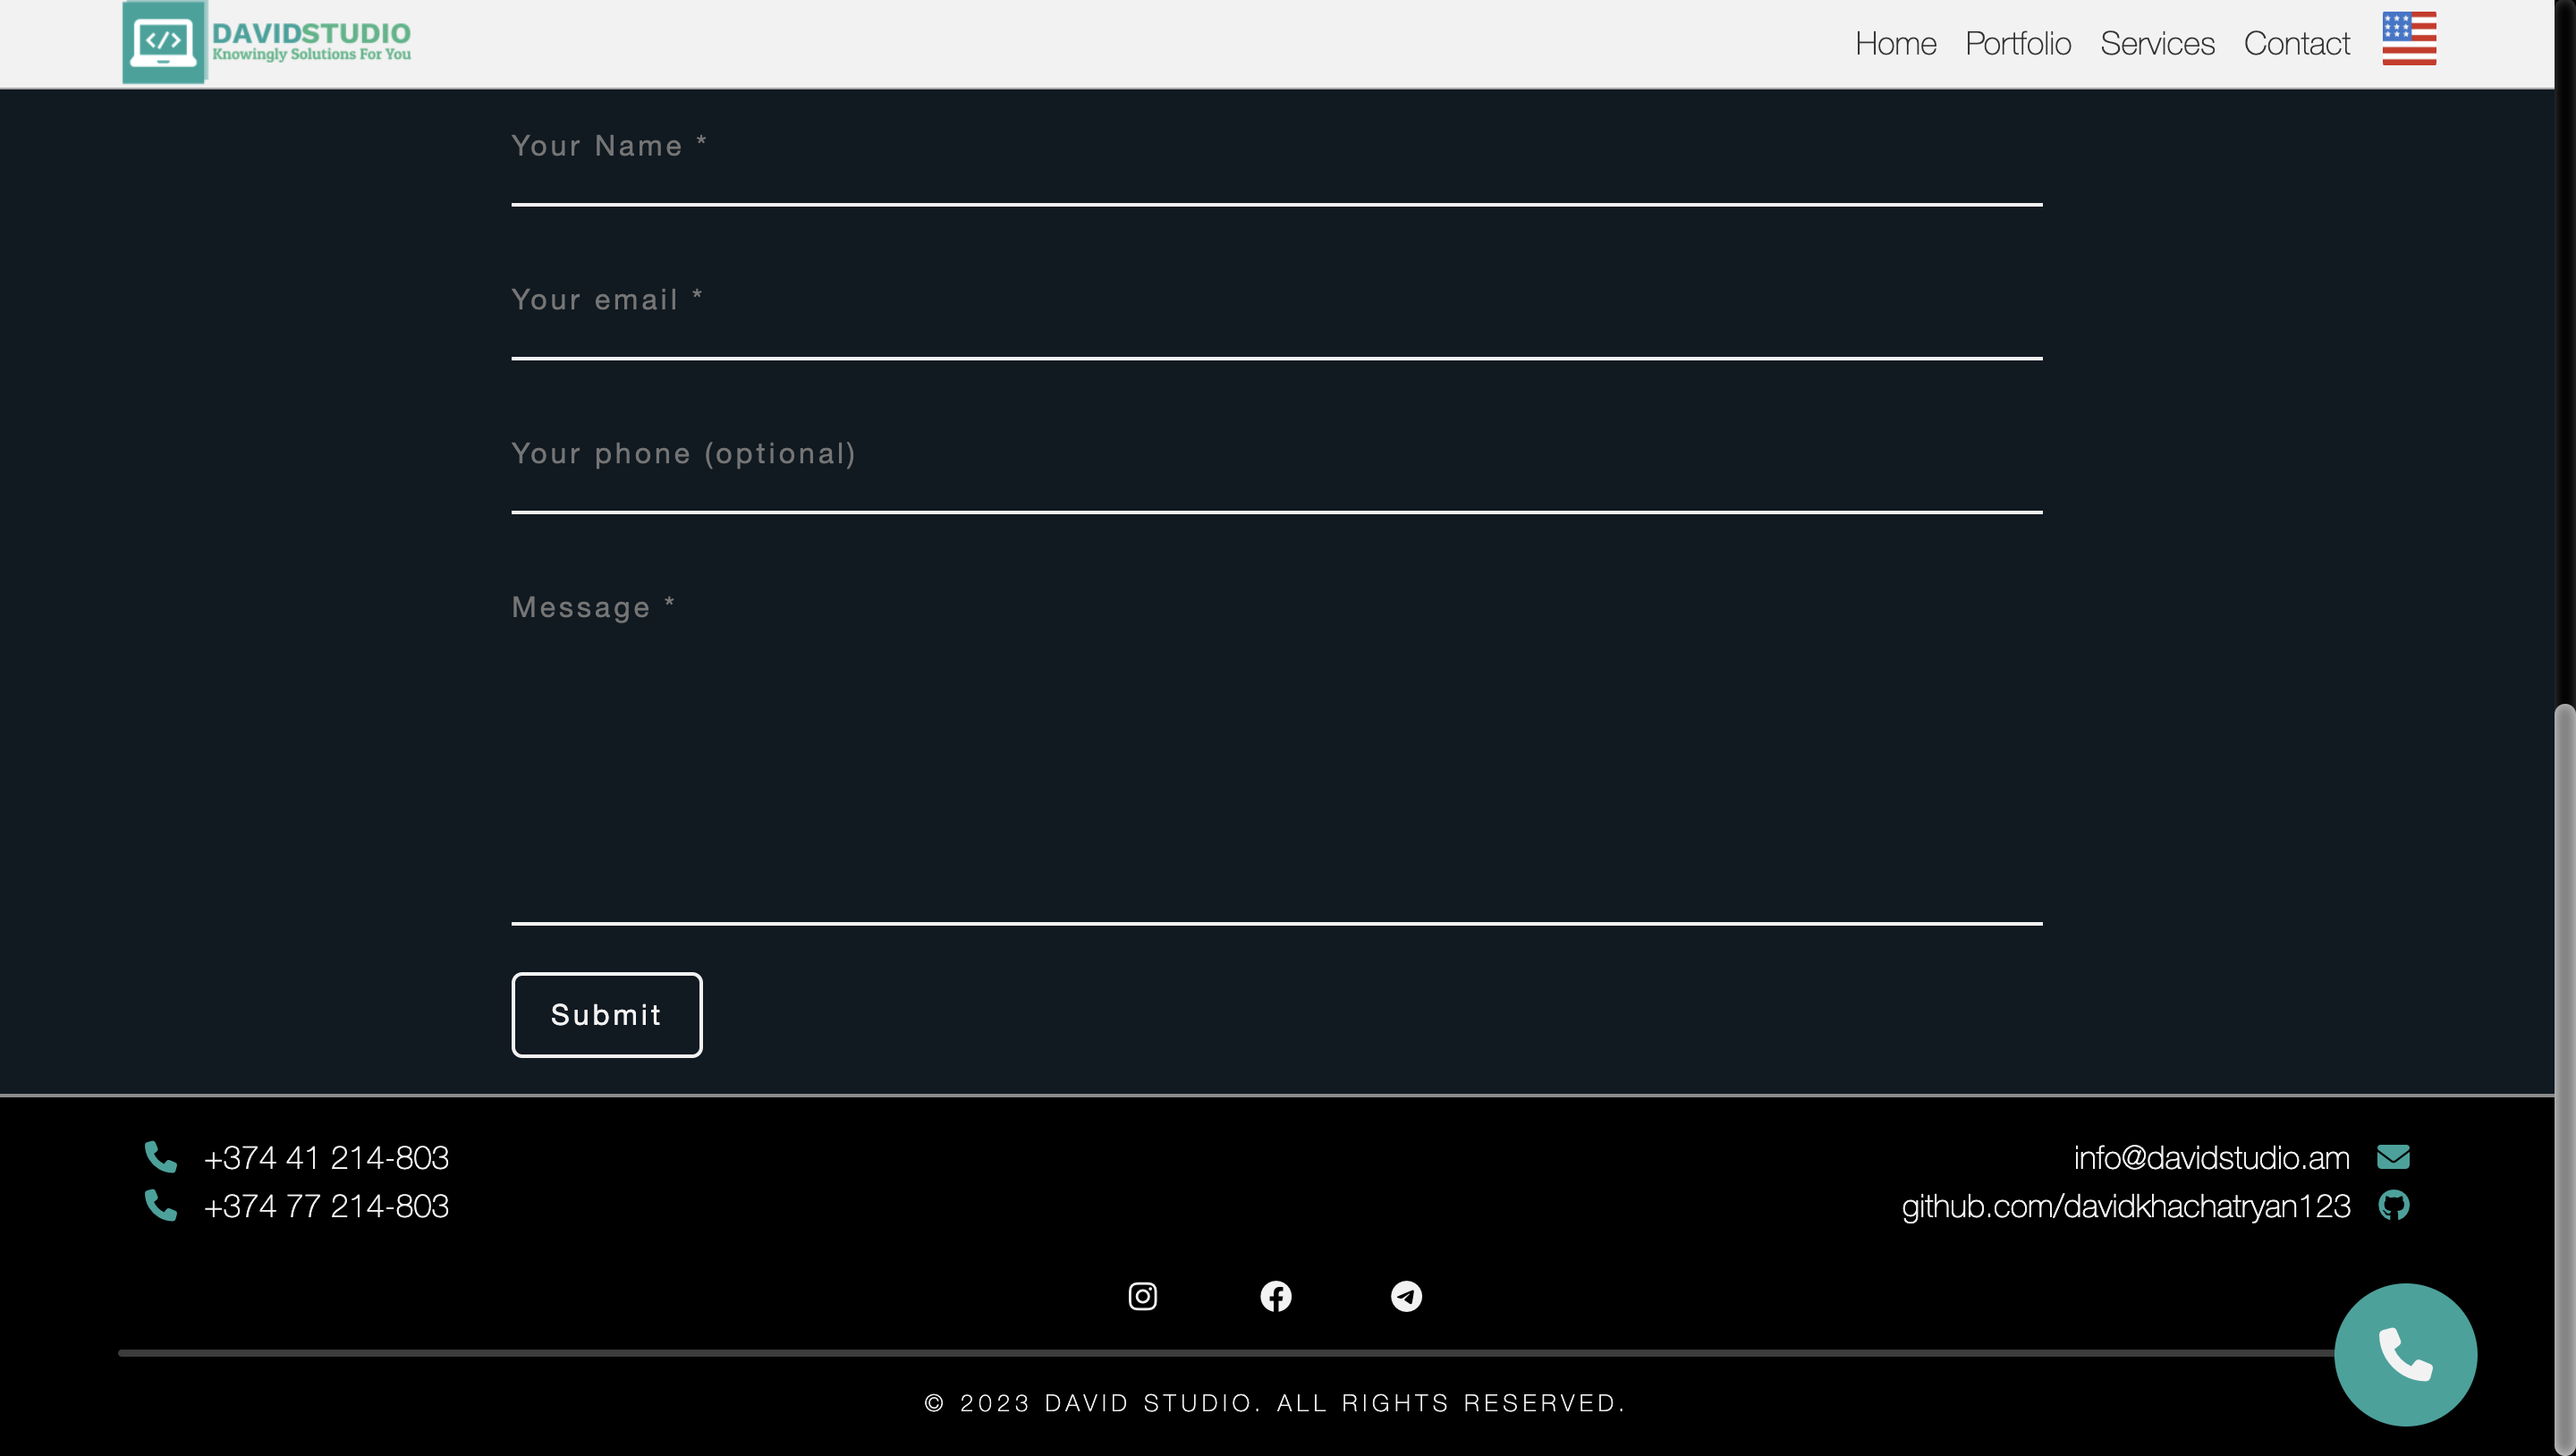 DAVIDSTUDIO
Knowingly Solutions For You
Home Portfolio Services Contact
Your Name *
Your email *
Your phone (optional)
Message *
Submit
+374 41 214-803
+374 77 214-803
info@davidstudio.am
github.com/davidkhachatryan123
© 2023 DAVID STUDIO. ALL RIGHTS RESERVED.